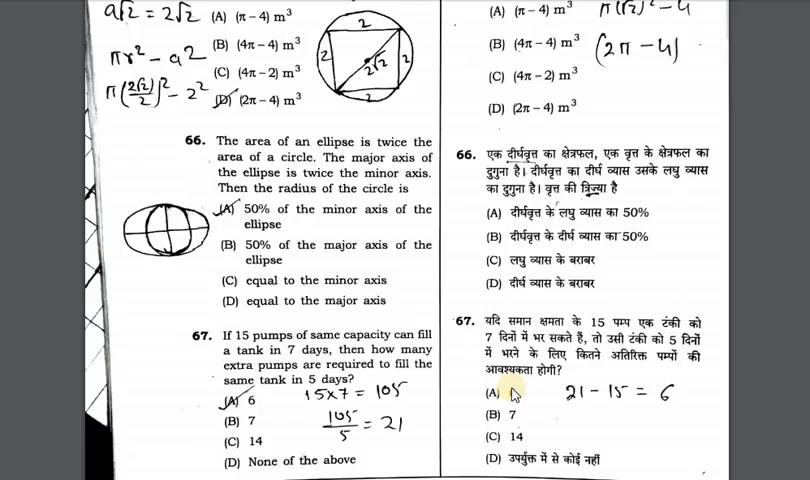 a√2 = 2√2
πr² - a²
π(2√2/2)² - 2²
(A) (π – 4) m³
(B) (4π – 4) m³
(C) (4π – 2) m³
(D) (2π – 4) m³
2
2
2
2
2√2
66. The area of an ellipse is twice the
area of a circle. The major axis of
the ellipse is twice the minor axis.
Then the radius of the circle is
(A) 50% of the minor axis of the
ellipse
(B) 50% of the major axis of the
ellipse
(C) equal to the minor axis
(D) equal to the major axis
67. If 15 pumps of same capacity can fill
a tank in 7 days, then how many
extra pumps are required to fill the
same tank in 5 days?
(A) 6
15×7 = 105
(B) 7
105/5 = 21
(C) 14
(D) None of the above
(A) (π – 4) m³
π(√2)² - 4
(B) (4π – 4) m³
(2π - 4)
(C) (4π – 2) m³
(D) (2π – 4) m³
66. एक दीर्घवृत्त का क्षेत्रफल, एक वृत्त के क्षेत्रफल का
दुगुना है। दीर्घवृत्त का दीर्घ व्यास उसके लघु व्यास
का दुगुना है। वृत्त की त्रिज्या है
(A) दीर्घवृत्त के लघु व्यास का 50%
(B) दीर्घवृत्त के दीर्घ व्यास का 50%
(C) लघु व्यास के बराबर
(D) दीर्घ व्यास के बराबर
67. यदि समान क्षमता के 15 पम्प एक टंकी को
7 दिनों में भर सकते हैं, तो उसी टंकी को 5 दिनों
में भरने के लिए कितने अतिरिक्त पम्पों की
आवश्यकता होगी?
(A)
21 - 15 = 6
(B) 7
(C) 14
(D) उपर्युक्त में से कोई नहीं